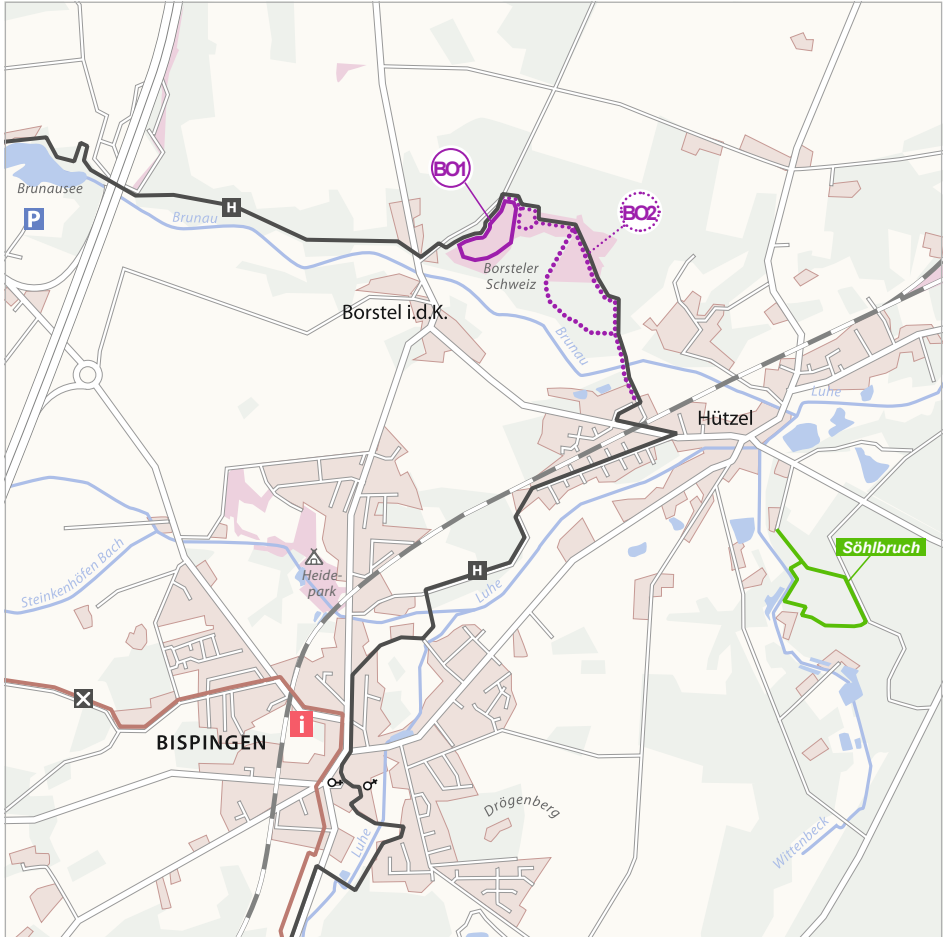 BO1
Brunausee
P
Brunau
H
BO2
Borsteler
Schweiz
Borstel i.d.K.
Brunau
Luhe
Hützel
Steinkenhöfen Bach
Heide-
park
H
Luhe
Söhlbruch
i
BISPINGEN
Drögenberg
Luhe
Wittenbeck